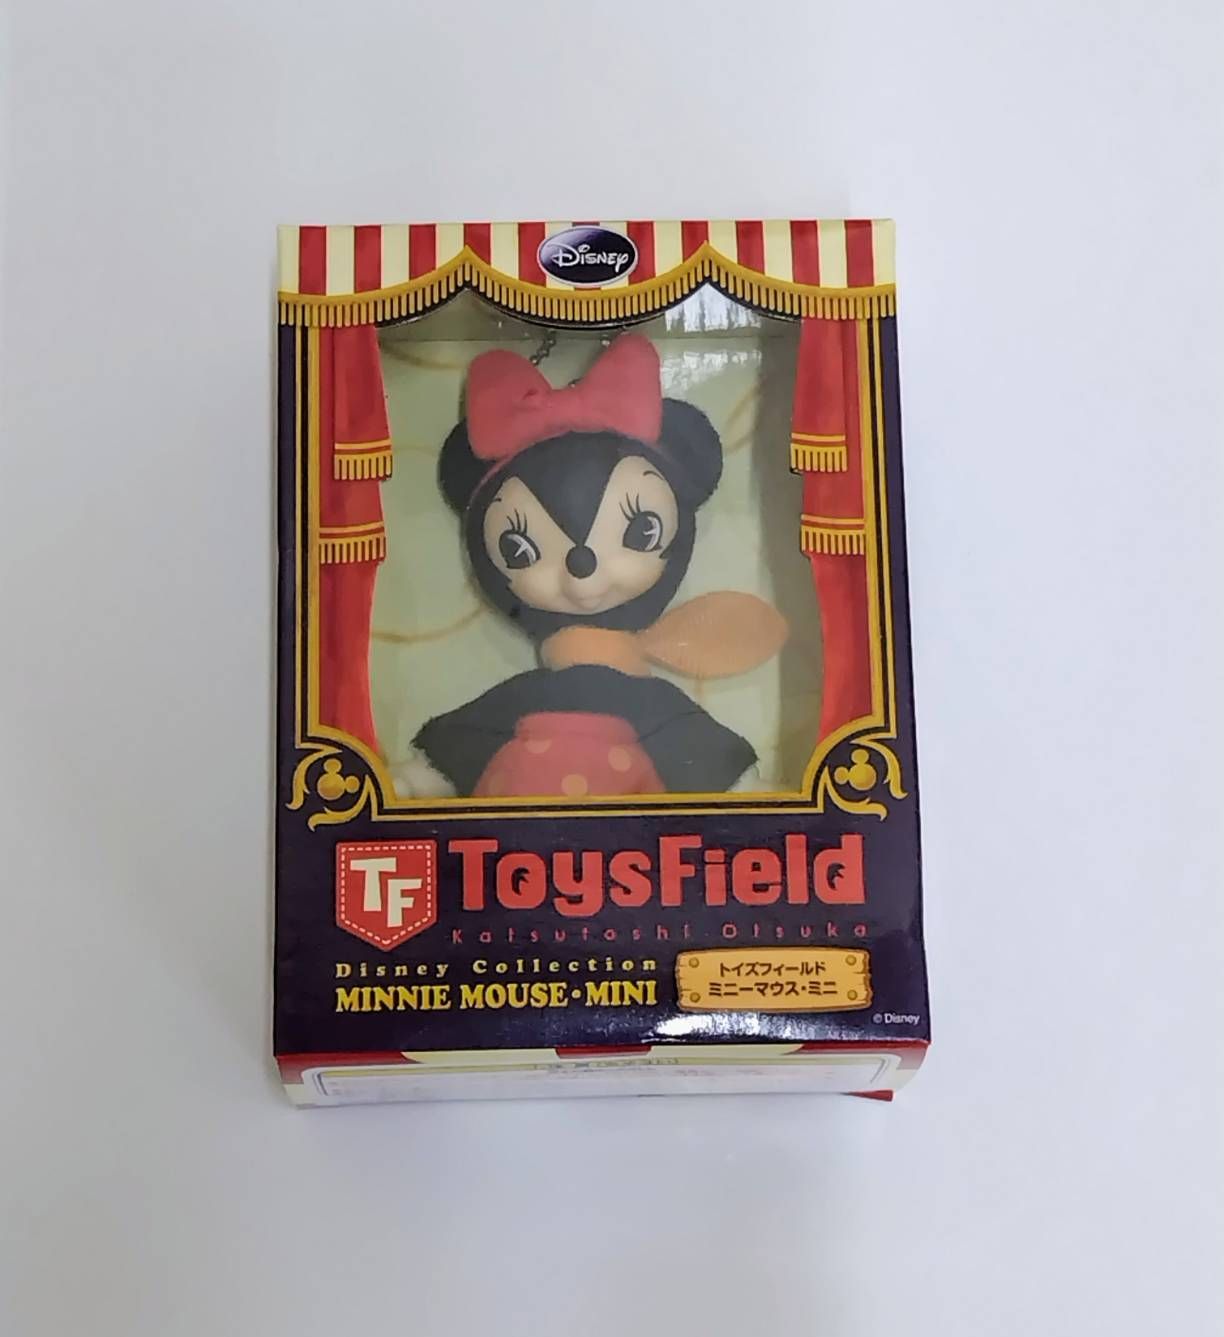 Disney
TF
ToysField
Katsutoshi Otsuka
Disney Collection
MINNIE MOUSE・MINI
トイズフィールド
ミニーマウス・ミニ
©Disney